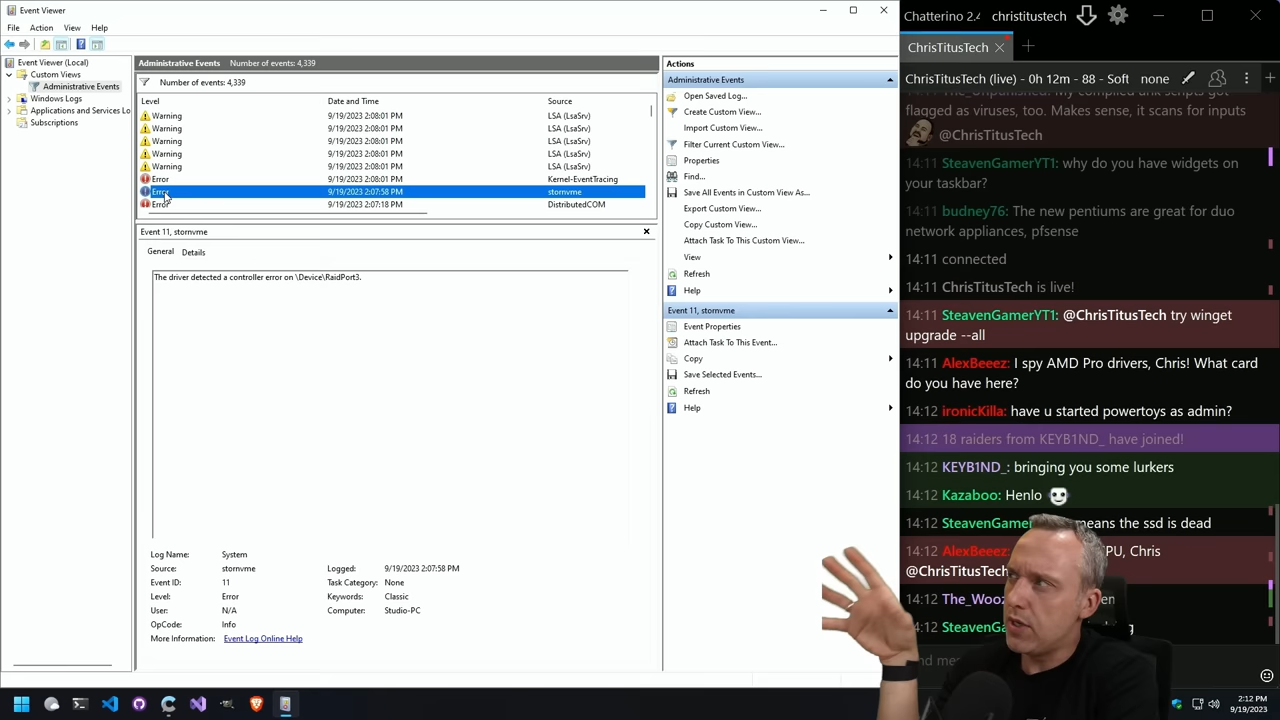 Event Viewer
File Action View Help
Event Viewer (Local)
Custom Views
Administrative Events
Windows Logs
Applications and Services Lo
Subscriptions
Administrative Events Number of events: 4,339
Number of events: 4,339
Level Date and Time Source
Warning 9/19/2023 2:08:01 PM LSA (LsaSrv)
Warning 9/19/2023 2:08:01 PM LSA (LsaSrv)
Warning 9/19/2023 2:08:01 PM LSA (LsaSrv)
Warning 9/19/2023 2:08:01 PM LSA (LsaSrv)
Warning 9/19/2023 2:08:01 PM LSA (LsaSrv)
Error 9/19/2023 2:08:01 PM Kernel-EventTracing
Error 9/19/2023 2:07:58 PM stornvme
Error 9/19/2023 2:07:18 PM DistributedCOM
Event 11, stornvme
General Details
The driver detected a controller error on \Device\RaidPort3.
Log Name: System
Source: stornvme Logged: 9/19/2023 2:07:58 PM
Event ID: 11 Task Category: None
Level: Error Keywords: Classic
User: N/A Computer: Studio-PC
OpCode: Info
More Information: Event Log Online Help
Actions
Administrative Events
Open Saved Log...
Create Custom View...
Import Custom View...
Filter Current Custom View...
Properties
Find...
Save All Events in Custom View As...
Export Custom View...
Copy Custom View...
Attach Task To This Custom View...
View
Refresh
Help
Event 11, stornvme
Event Properties
Attach Task To This Event...
Copy
Save Selected Events...
Refresh
Help
Chatterino 2.4 christitustech
ChrisTitusTech
ChrisTitusTech (live) - 0h 12m - 88 - Soft none
flagged as viruses, too. Makes sense, it scans for inputs
@ChrisTitusTech
SteavenGamerYT1: why do you have widgets on
your taskbar?
budney76: The new pentiums are great for duo
network appliances, pfsense
14:11 connected
14:11 ChrisTitusTech is live!
14:11 SteavenGamerYT1: @ChrisTitusTech try winget
upgrade --all
14:11 AlexBeeez: I spy AMD Pro drivers, Chris! What card
do you have here?
14:12 ironicKilla: have u started powertoys as admin?
14:12 18 raiders from KEYB1ND_ have joined!
14:12 KEYB1ND_: bringing you some lurkers
14:12 Kazaboo: Henlo
14:12 SteavenGamer means the ssd is dead
14:12 AlexBeeez PU, Chris
@ChrisTitusTech
14:12 The_Wooz en
14:12 SteavenGa g
end me
2:12 PM
9/19/2023